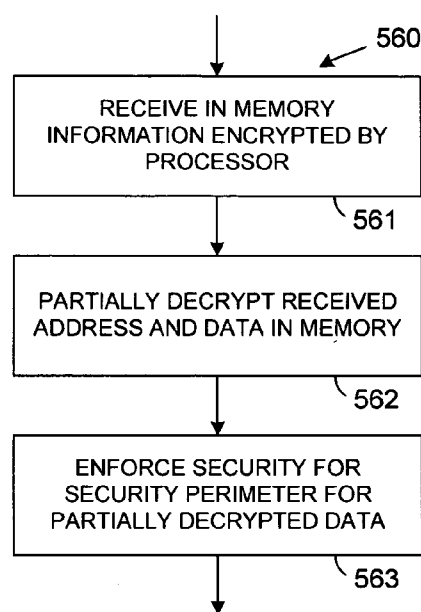 560
RECEIVE IN MEMORY
INFORMATION ENCRYPTED BY
PROCESSOR
561
PARTIALLY DECRYPT RECEIVED
ADDRESS AND DATA IN MEMORY
562
ENFORCE SECURITY FOR
SECURITY PERIMETER FOR
PARTIALLY DECRYPTED DATA
563